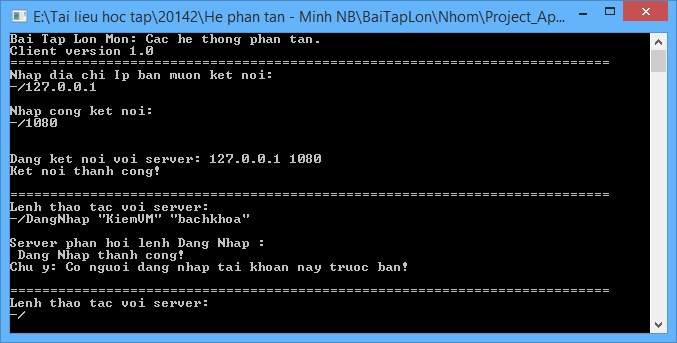 E:\Tai lieu hoc tap\20142\He phan tan - Minh NB\BaiTapLon\Nhom\Project_Ap...
Bai Tap Lon Mon: Cac he thong phan tan.
Client version 1.0
==========================================================================
Nhap dia chi Ip ban muon ket noi:
-/127.0.0.1
Nhap cong ket noi:
-/1080
Dang ket noi voi server: 127.0.0.1 1080
Ket noi thanh cong!
==========================================================================
Lenh thao tac voi server:
-/DangNhap "KiemVM" "bachkhoa"
Server phan hoi lenh Dang Nhap :
Dang Nhap thanh cong!
Chu y: Co nguoi dang nhap tai khoan nay truoc ban!
==========================================================================
Lenh thao tac voi server:
-/